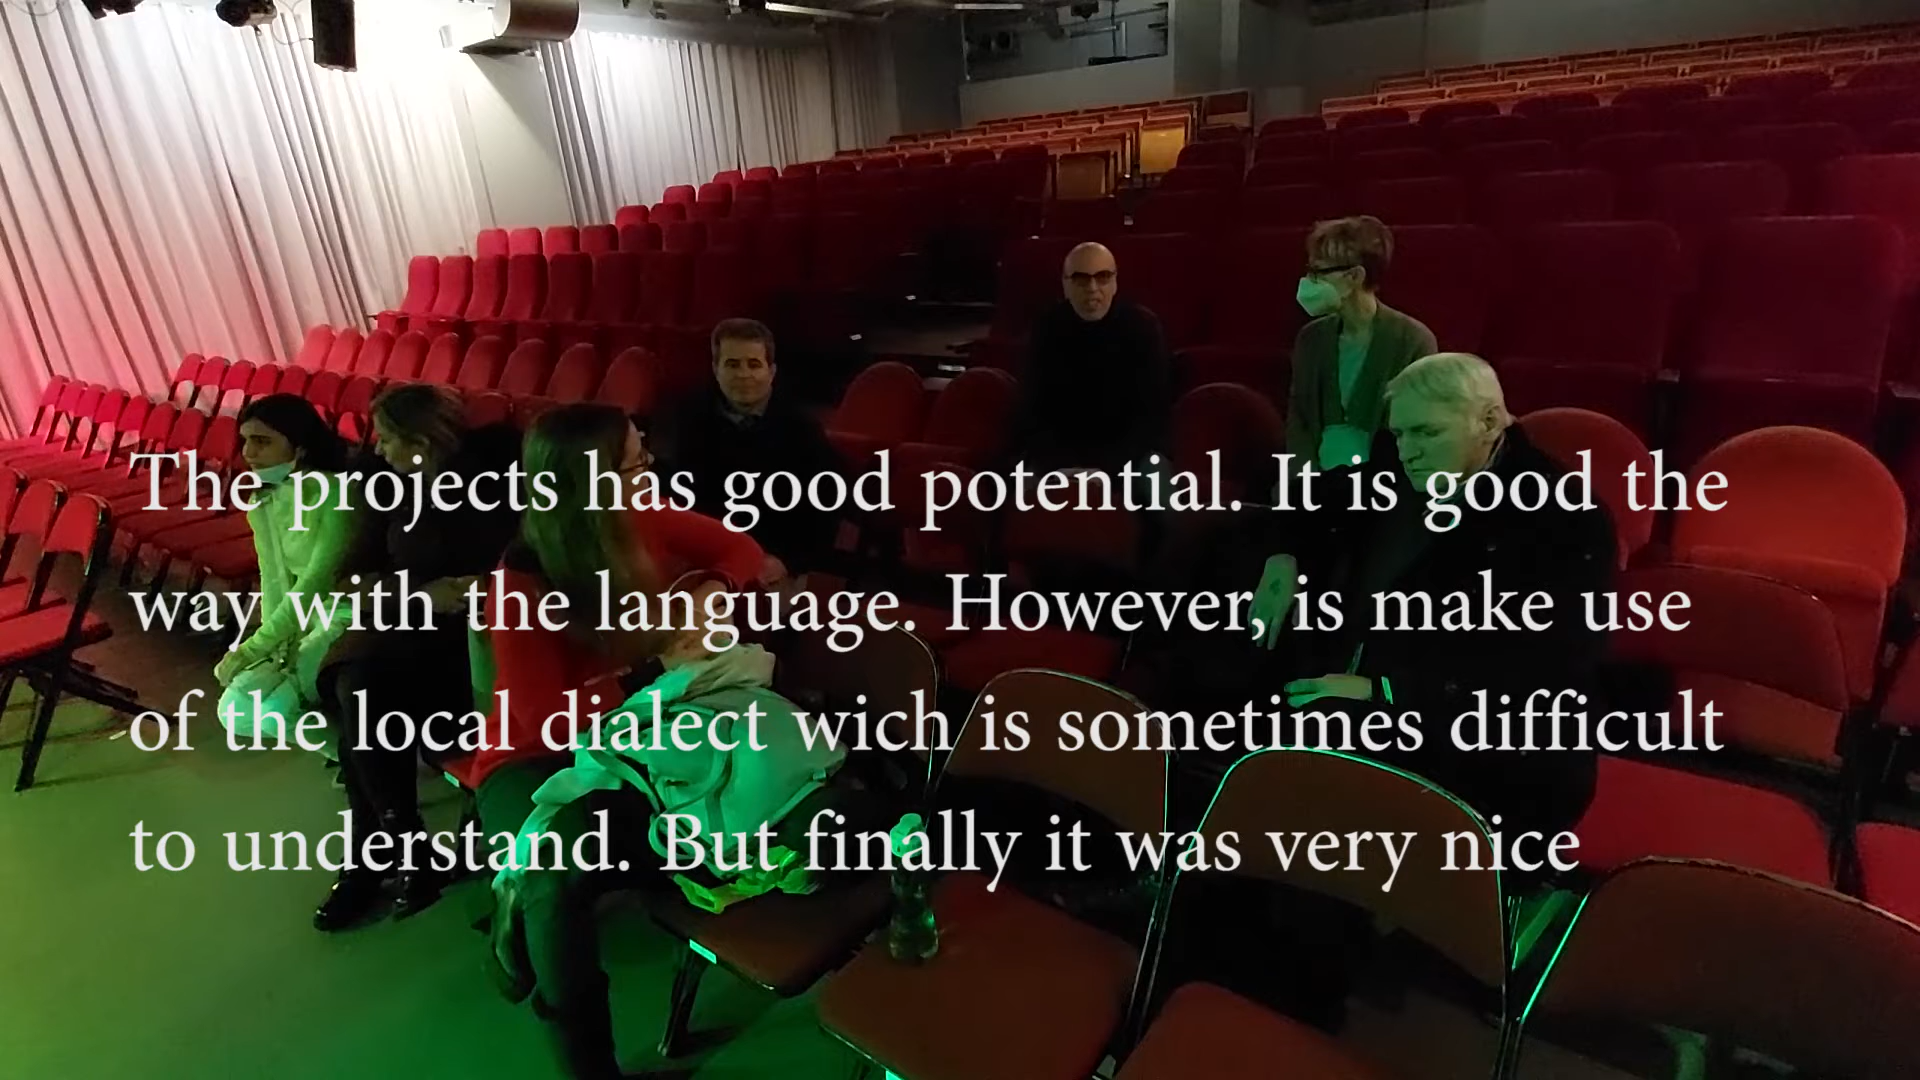 The projects has good potential. It is good the
way with the language. However, is make use
of the local dialect wich is sometimes difficult
to understand. But finally it was very nice